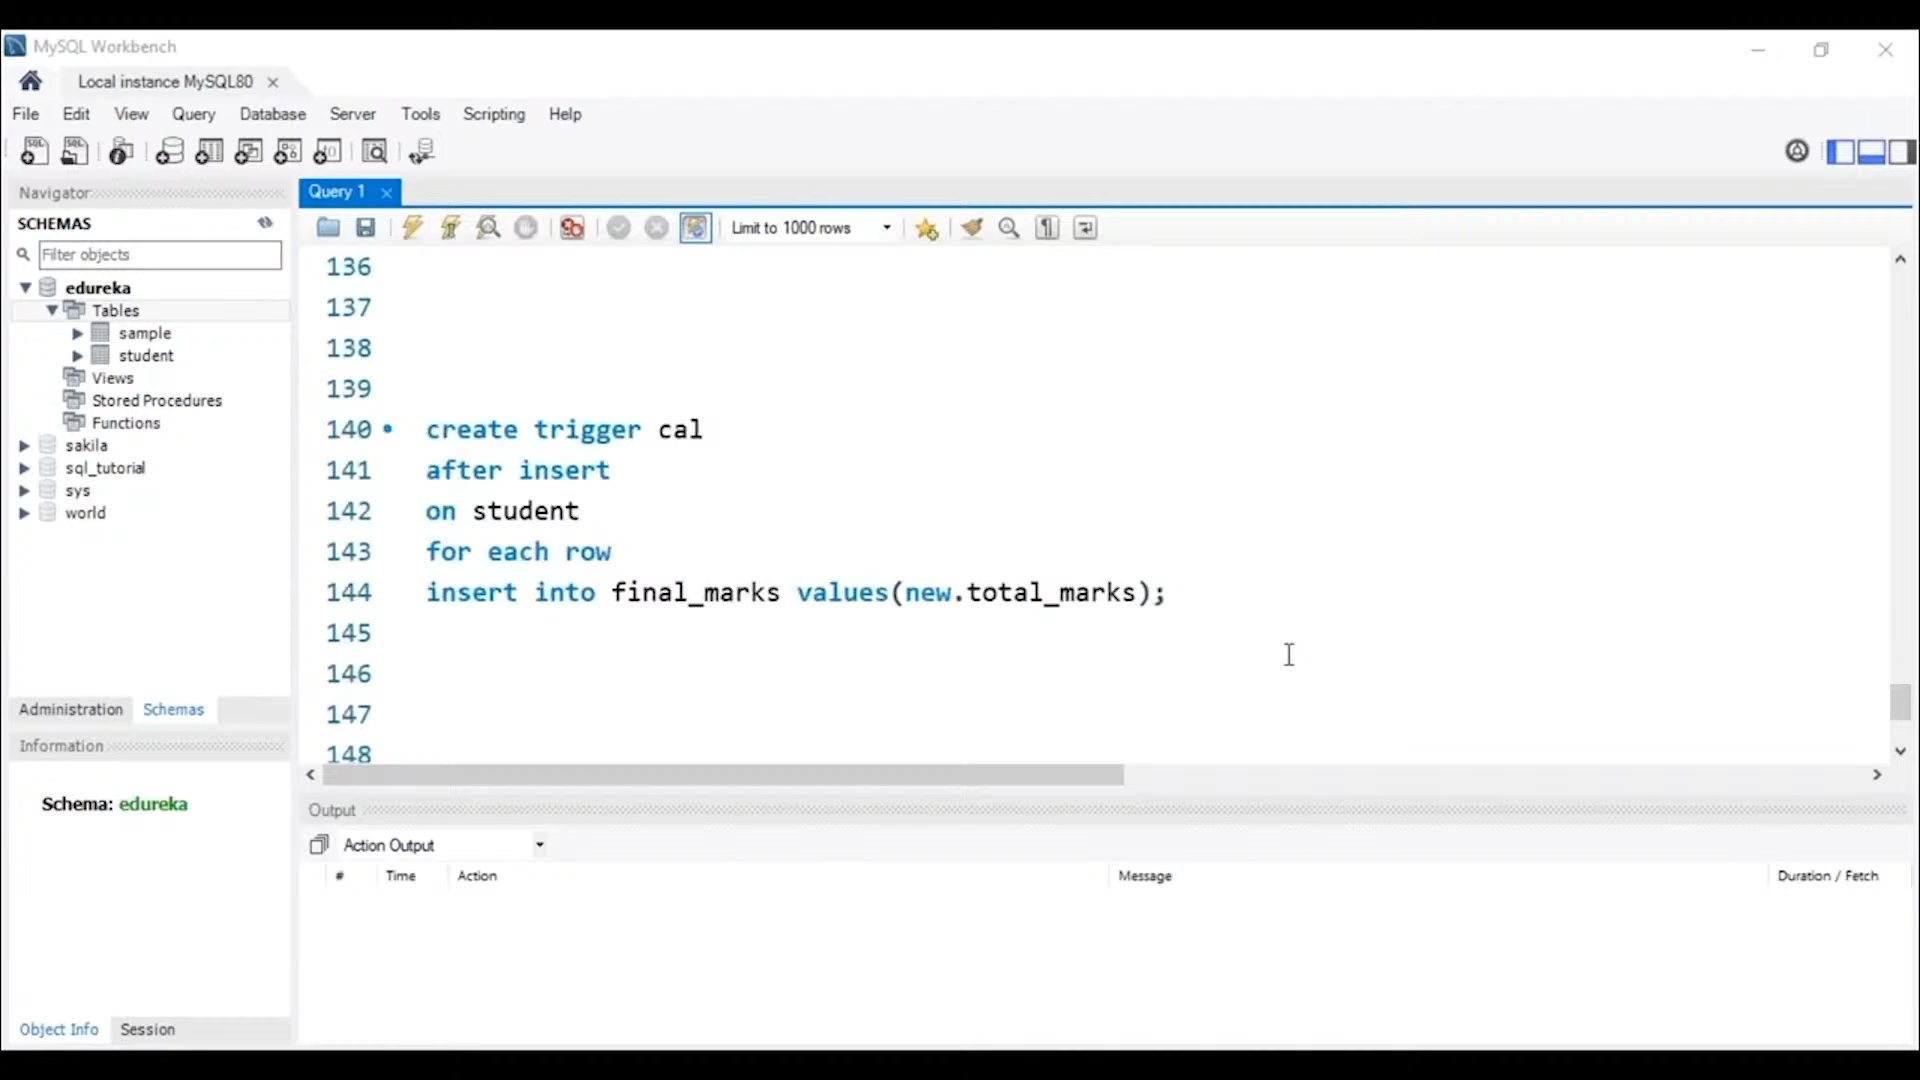 MySQL Workbench
Local instance MySQL80
File Edit View Query Database Server Tools Scripting Help
Navigator
SCHEMAS
Filter objects
edureka
Tables
sample
student
Views
Stored Procedures
Functions
sakila
sql_tutorial
sys
world
Administration Schemas
Information
Schema: edureka
Object Info Session
Query 1
Limit to 1000 rows
136
137
138
139
140 create trigger cal
141 after insert
142 on student
143 for each row
144 insert into final_marks values(new.total_marks);
145
146
147
148
Output
Action Output
# Time Action Message Duration / Fetch